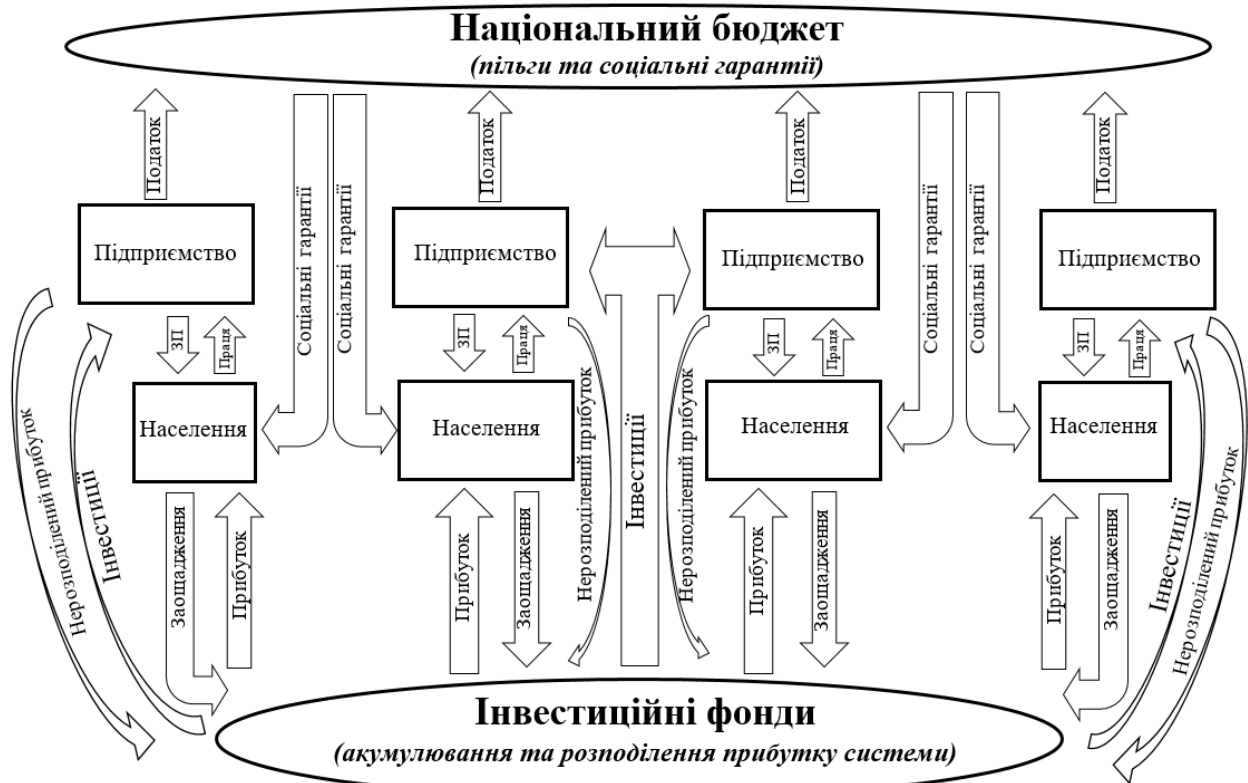 Національний бюджет
(пільги та соціальні гарантії)
Податок
Податок
Податок
Податок
Соціальні гарантії
Соціальні гарантії
Соціальні гарантії
Соціальні гарантії
Підприємство
Підприємство
Підприємство
Підприємство
ЗП
Праця
ЗП
Праця
ЗП
Праця
ЗП
Праця
Населення
Населення
Населення
Населення
Нерозподілений прибуток
Інвестиції
Заощадження
Прибуток
Прибуток
Заощадження
Нерозподілений прибуток
Інвестиції
Нерозподілений прибуток
Прибуток
Заощадження
Прибуток
Заощадження
Інвестиції
Нерозподілений прибуток
Інвестиційні фонди
(акумулювання та розподілення прибутку системи)